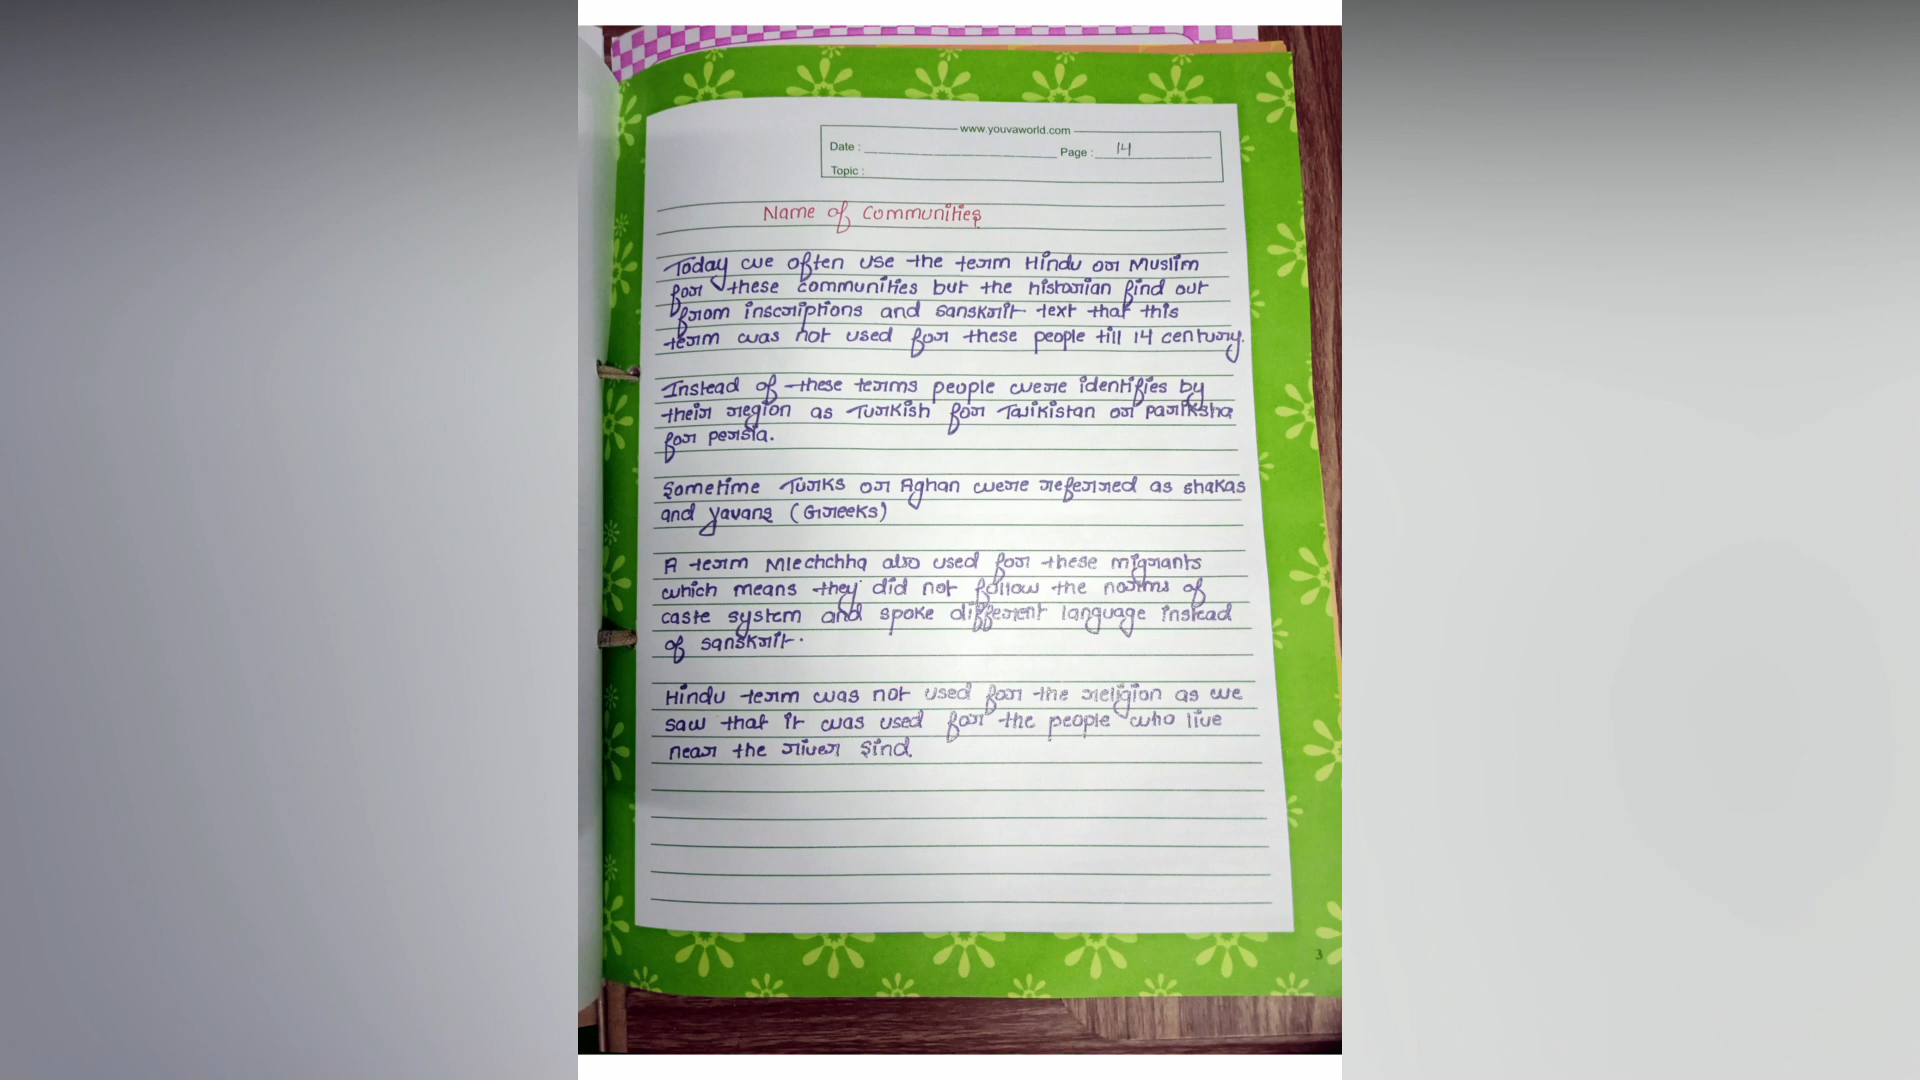 www.youvaworld.com
Date :
Page : 14
Topic :
Name of Communities
Today we often use the term Hindu or Muslim
for these communities but the historian find out
from inscriptions and sanskrit text that this
term was not used for these people till 14 century.
Instead of these terms people were identifies by
their region as Turkish for Tajikistan or pariksha
for persia.
Sometime Turks or Aghan were referred as shakas
and Yavans (Greeks)
A term Mlechchha also used for these migrants
which means they did not follow the norms of
caste system and spoke different language instead
of sanskrit.
Hindu term was not used for the religion as we
saw that it was used for the people who live
near the river Sind.
3